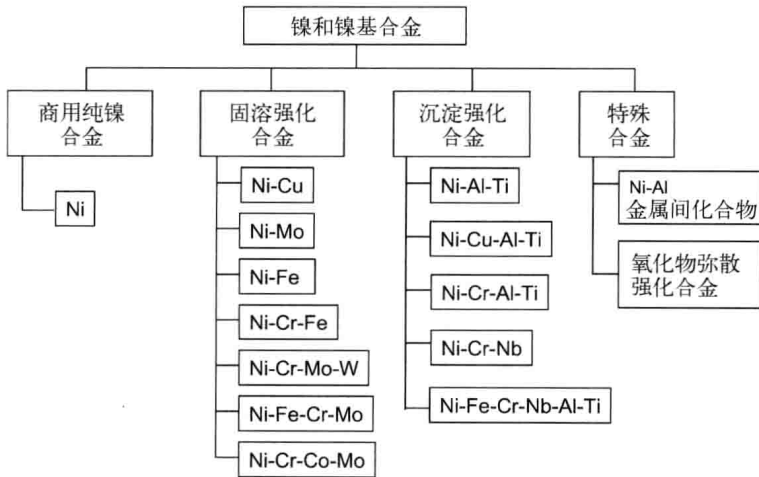 镍和镍基合金
商用纯镍
合金
Ni
固溶强化
合金
Ni-Cu
Ni-Mo
Ni-Fe
Ni-Cr-Fe
Ni-Cr-Mo-W
Ni-Fe-Cr-Mo
Ni-Cr-Co-Mo
沉淀强化
合金
Ni-Al-Ti
Ni-Cu-Al-Ti
Ni-Cr-Al-Ti
Ni-Cr-Nb
Ni-Fe-Cr-Nb-Al-Ti
特殊
合金
Ni-Al
金属间化合物
氧化物弥散
强化合金